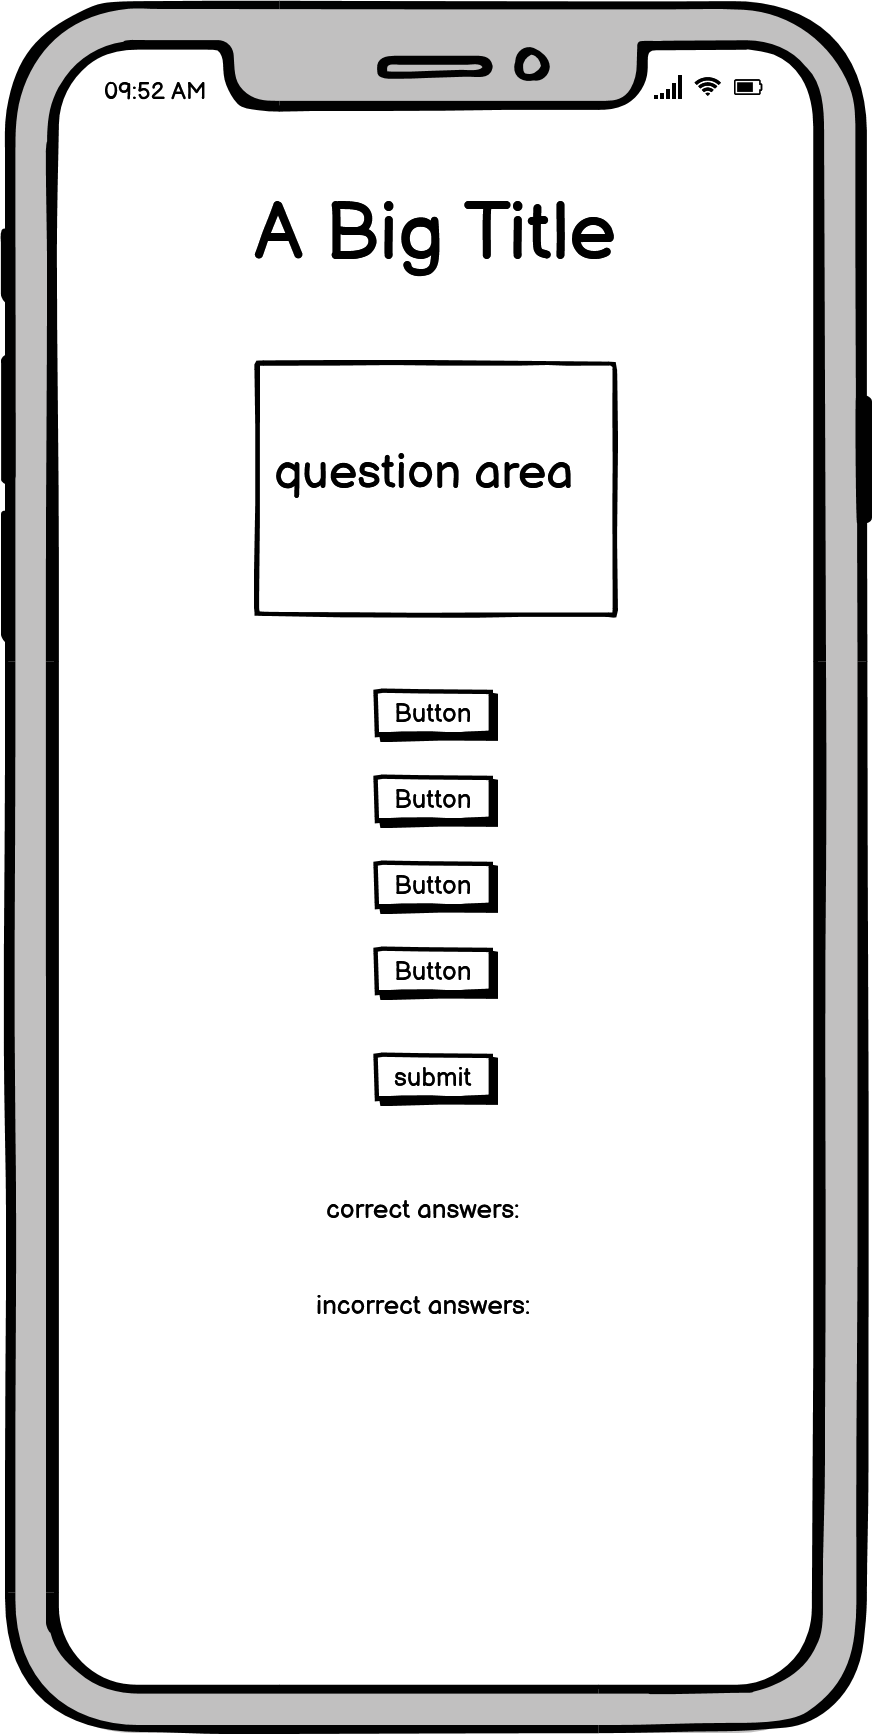 09:52 AM
A Big Title
question area
Button
Button
Button
Button
submit
correct answers:
incorrect answers: